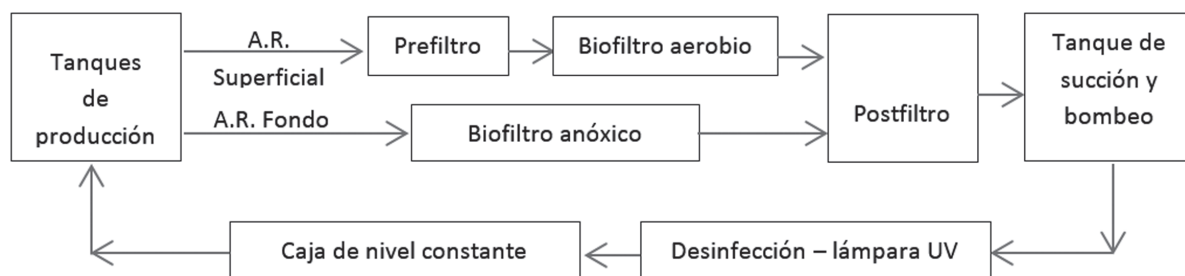 Tanques
de
producción
A.R.
Superficial
A.R. Fondo
Prefiltro
Biofiltro aerobio
Biofiltro anóxico
Postfiltro
Tanque de
succión y
bombeo
Caja de nivel constante
Desinfección – lámpara UV